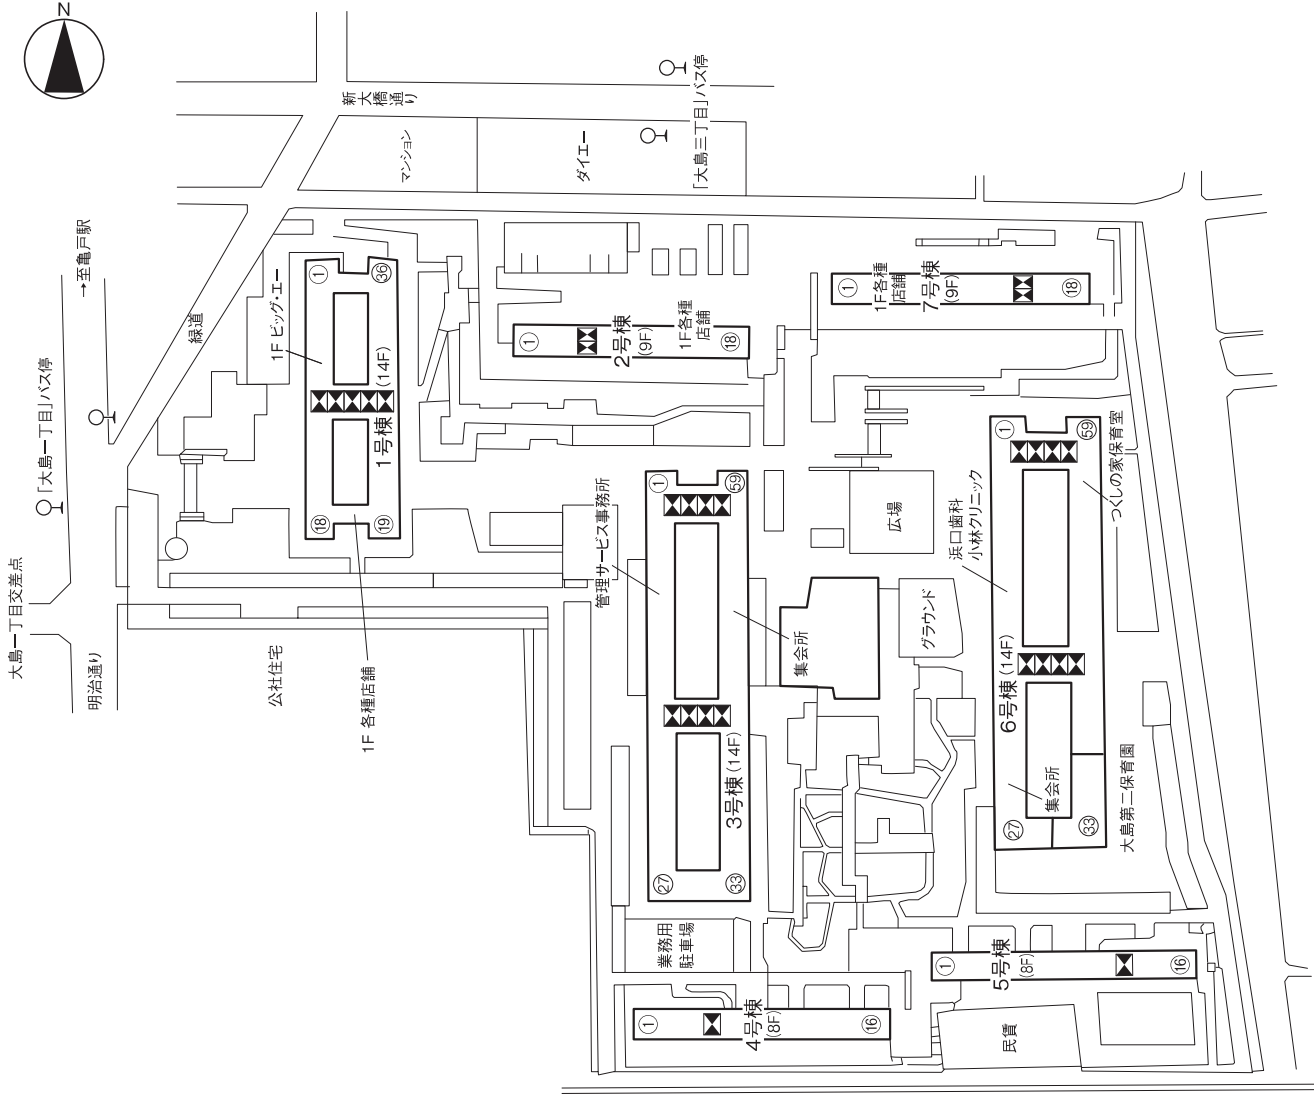 N
新大橋通り
「大島三丁目」バス停
マンション
ダイエー
→至亀戸駅
緑道
「大島一丁目」バス停
大島一丁目交差点
明治通り
公社住宅
1F ビッグ・エー
①
36
1号棟(14F)
⑱
⑲
1F 各種店舗
①
2号棟
(9F)
1F各種
店舗
⑱
①
1F各種
店舗
7号棟
(9F)
⑱
管理サービス事務所
①
59
集会所
3号棟(14F)
27
33
広場
グラウンド
浜口歯科
小林クリニック
つくしの家保育室
①
59
6号棟(14F)
集会所
27
33
大島第二保育園
業務用
駐車場
①
4号棟
(8F)
⑯
①
5号棟
(8F)
⑯
民賃